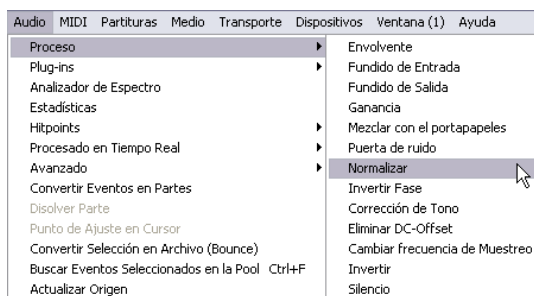 Audio MIDI Partituras Medio Transporte Dispositivos Ventana (1) Ayuda
Proceso
Plug-ins
Analizador de Espectro
Estadísticas
Hitpoints
Procesado en Tiempo Real
Avanzado
Convertir Eventos en Partes
Disolver Parte
Punto de Ajuste en Cursor
Convertir Selección en Archivo (Bounce)
Buscar Eventos Seleccionados en la Pool Ctrl+F
Actualizar Origen
Envolvente
Fundido de Entrada
Fundido de Salida
Ganancia
Mezclar con el portapapeles
Puerta de ruido
Normalizar
Invertir Fase
Corrección de Tono
Eliminar DC-Offset
Cambiar frecuencia de Muestreo
Invertir
Silencio